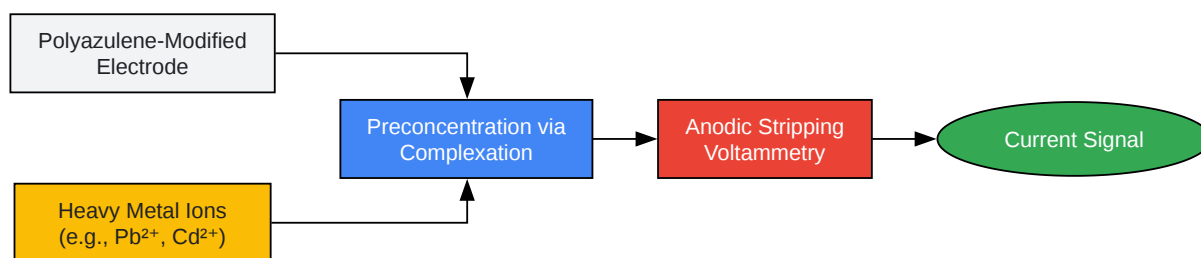 Polyazulene-Modified
Electrode
Preconcentration via
Complexation
Anodic Stripping
Voltammetry
Current Signal
Heavy Metal Ions
(e.g., Pb²⁺, Cd²⁺)